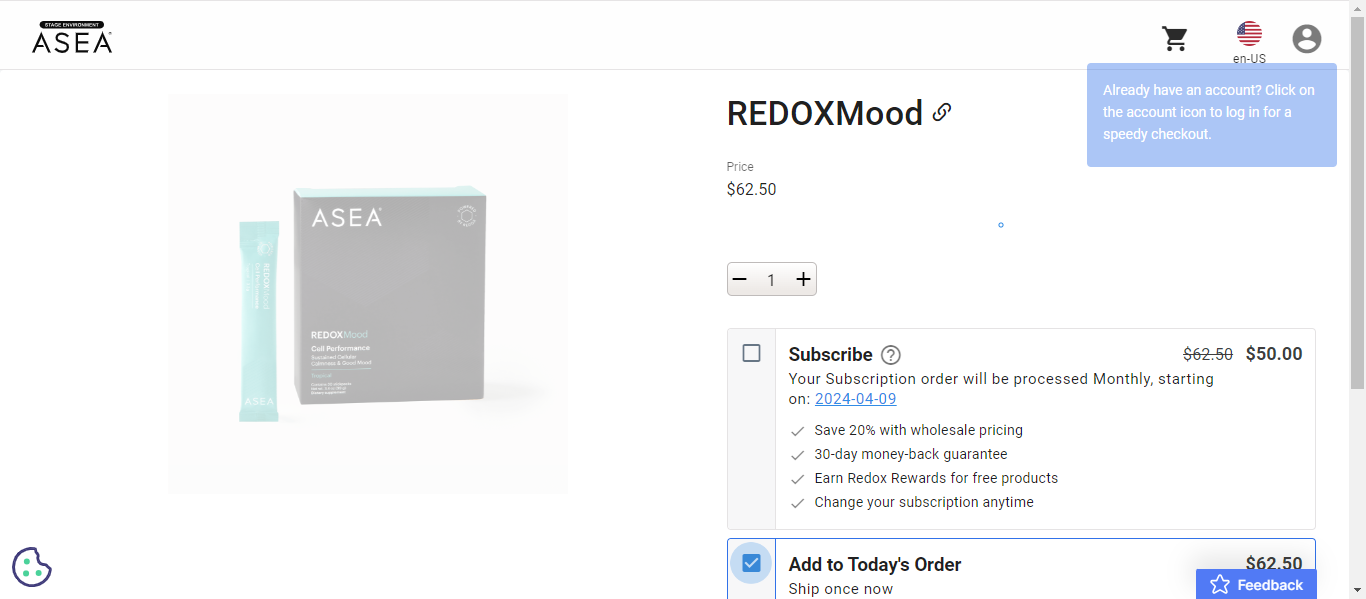 STAGE ENVIRONMENT
ASEA
en-US
Already have an account? Click on
the account icon to log in for a
speedy checkout.
REDOXMood
Price
$62.50
1
ASEA
REDOXMood
Cell Performance
Sustained Cellular
Calmness & Good Mood
Tropical
REDOXMood
Cell Performance
ASEA
Subscribe
$62.50 $50.00
Your Subscription order will be processed Monthly, starting
on: 2024-04-09
Save 20% with wholesale pricing
30-day money-back guarantee
Earn Redox Rewards for free products
Change your subscription anytime
Add to Today's Order
$62.50
Ship once now
Feedback